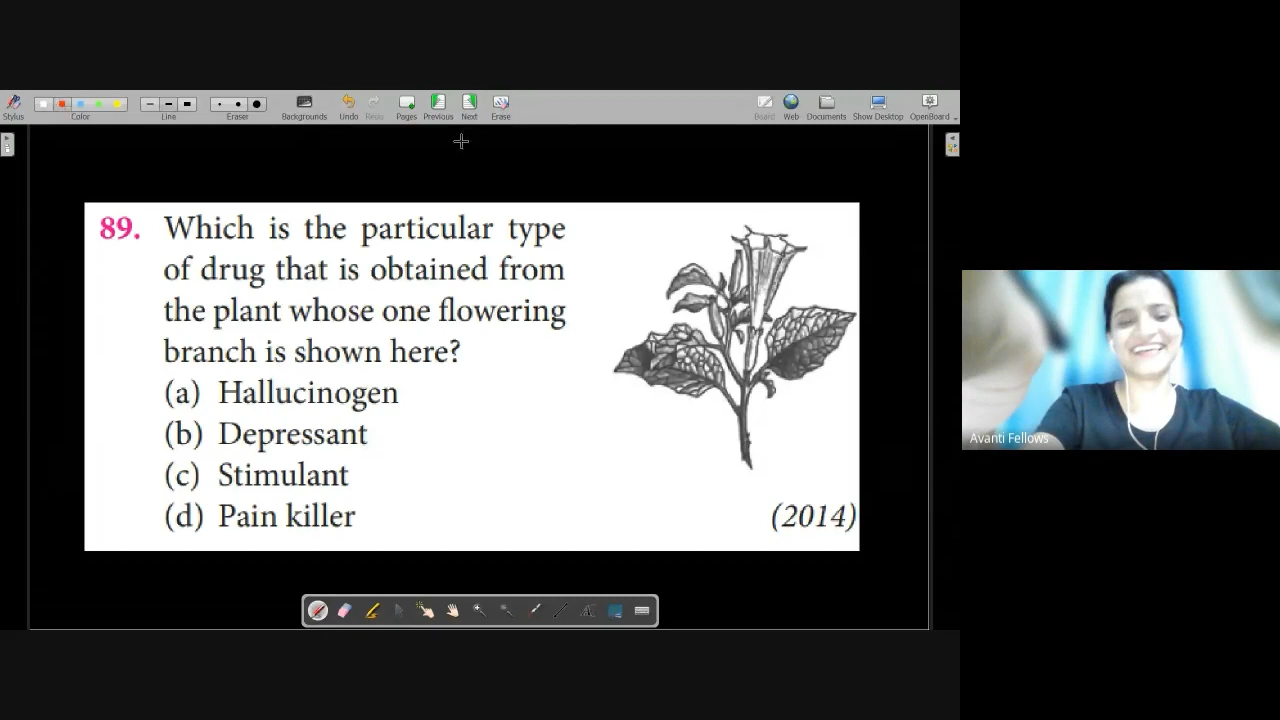 Stylus
Color
Line
Eraser
Backgrounds
Undo
Redo
Pages
Previous
Next
Erase
Board
Web
Documents
Show Desktop
OpenBoard
89. Which is the particular type
of drug that is obtained from
the plant whose one flowering
branch is shown here?
(a) Hallucinogen
(b) Depressant
(c) Stimulant
(d) Pain killer
(2014)
Avanti Fellows